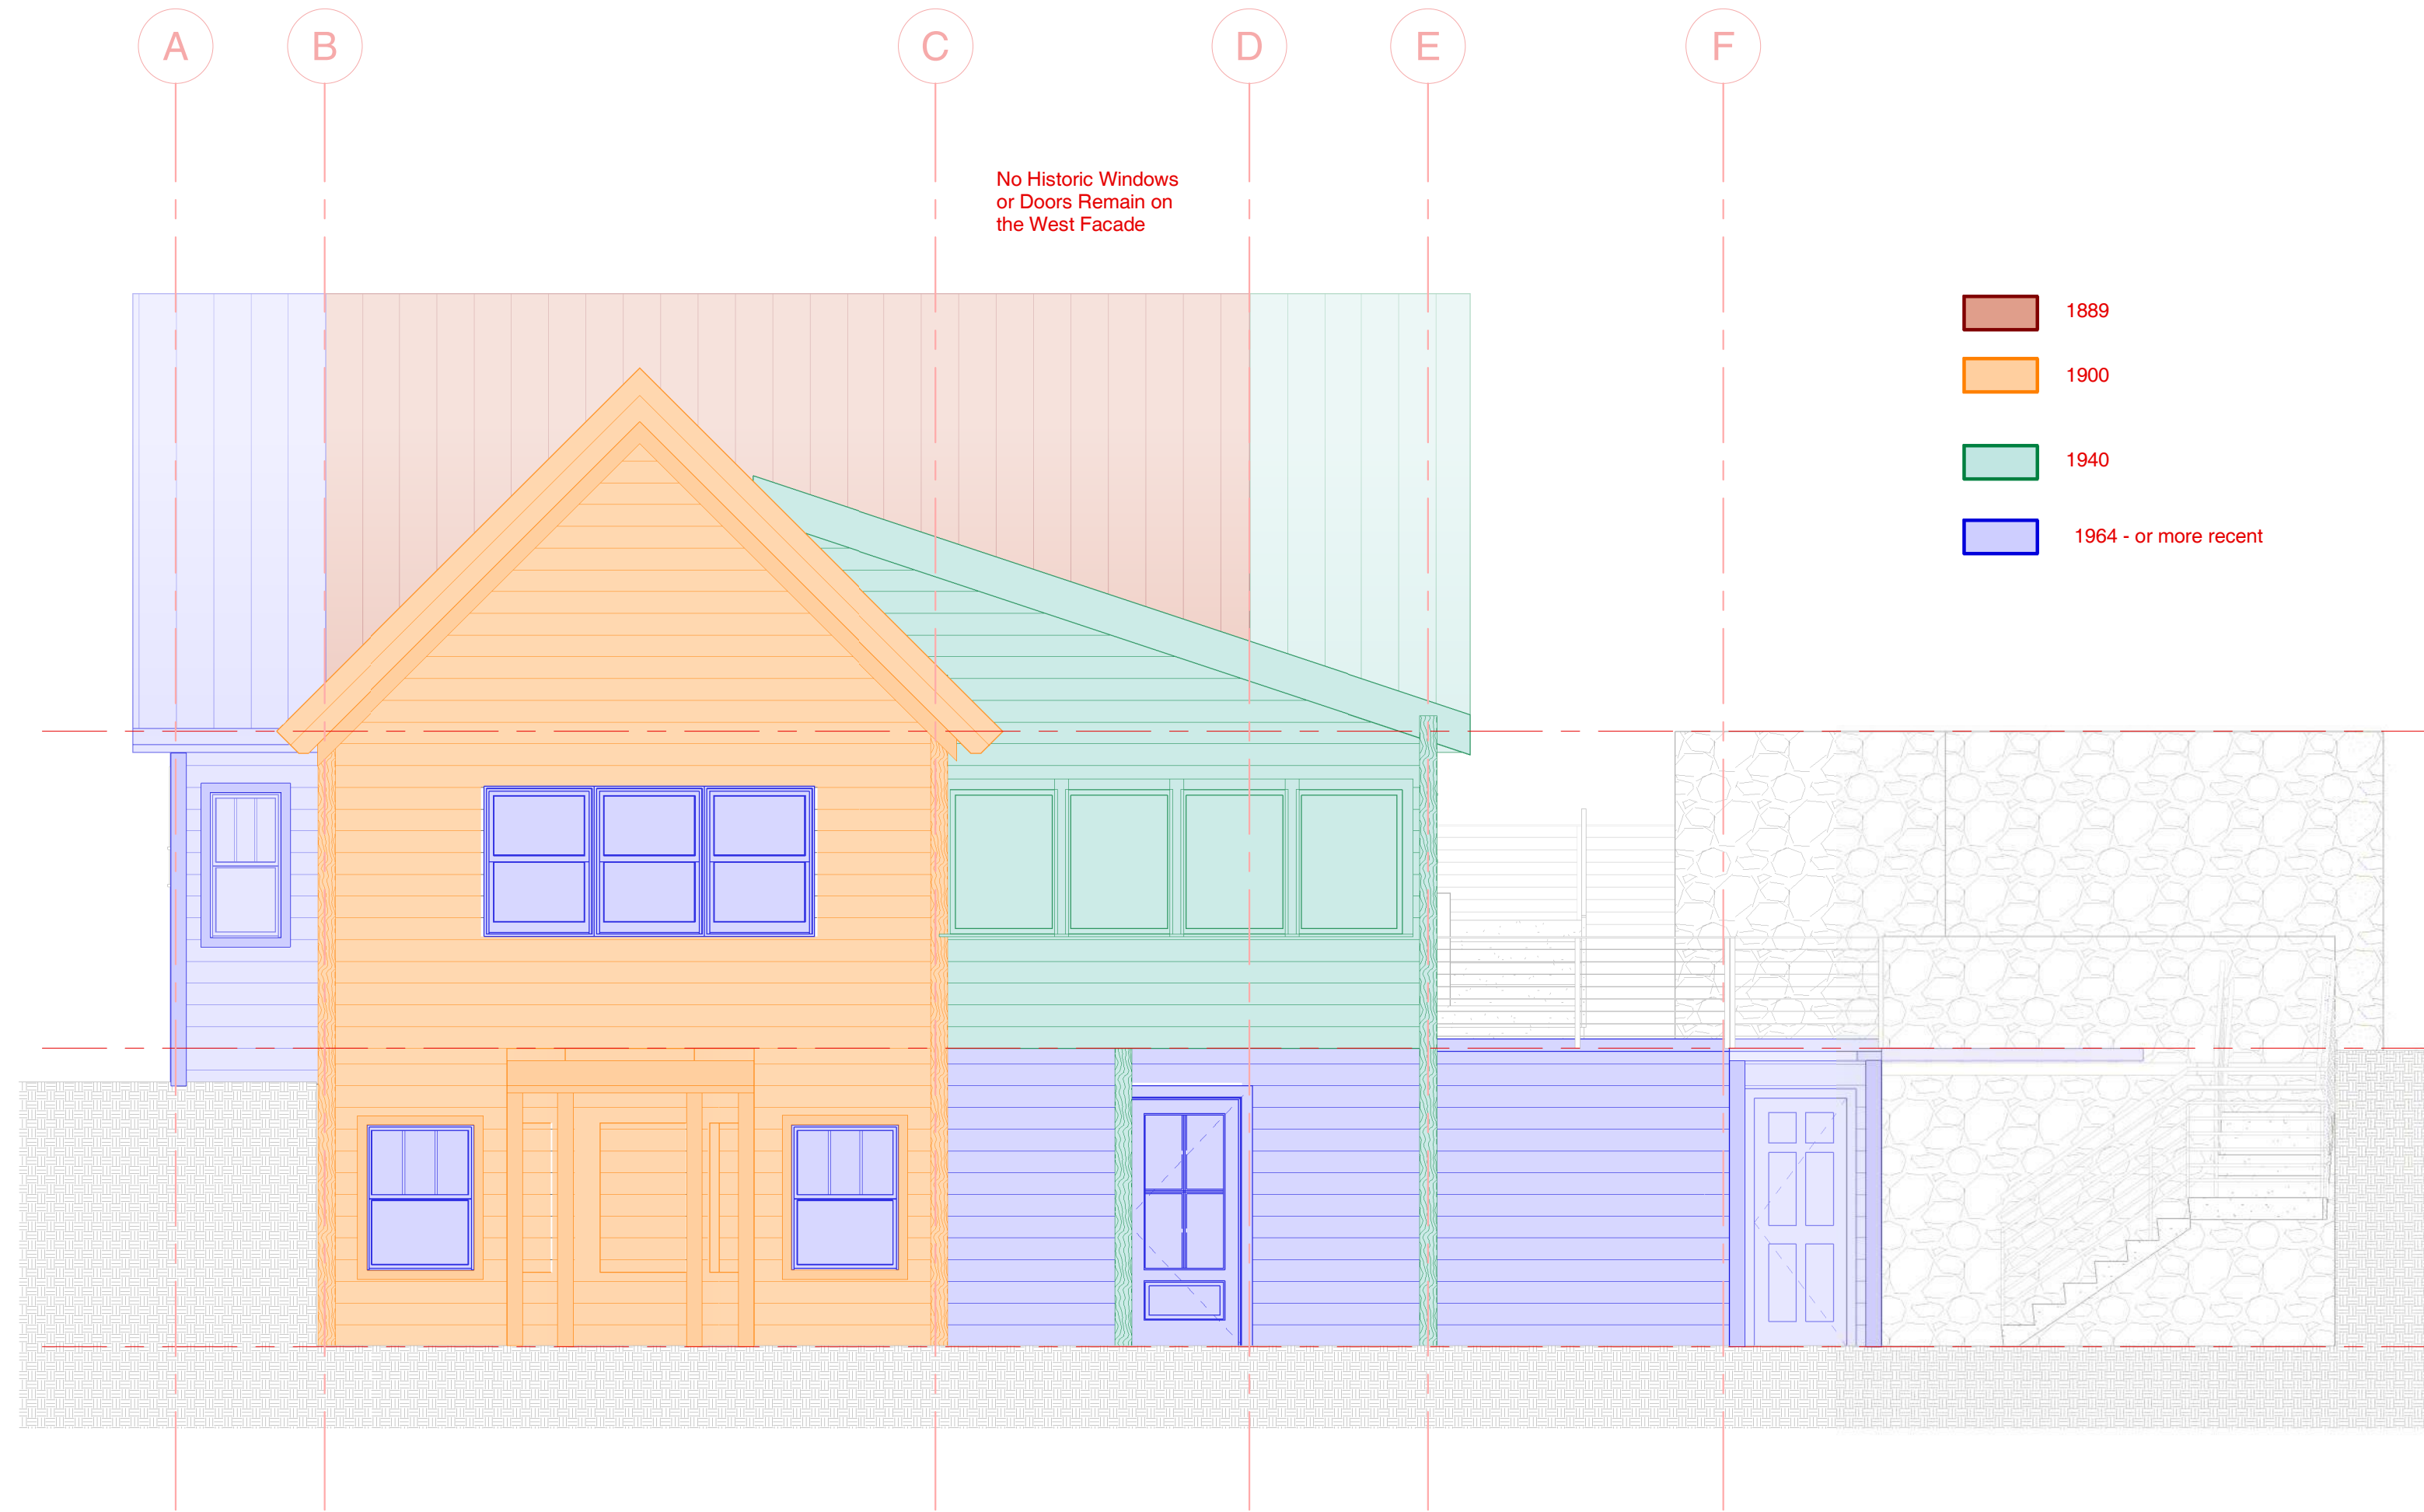 A
B
C
D
E
F
No Historic Windows
or Doors Remain on
the West Facade
1889
1900
1940
1964 - or more recent